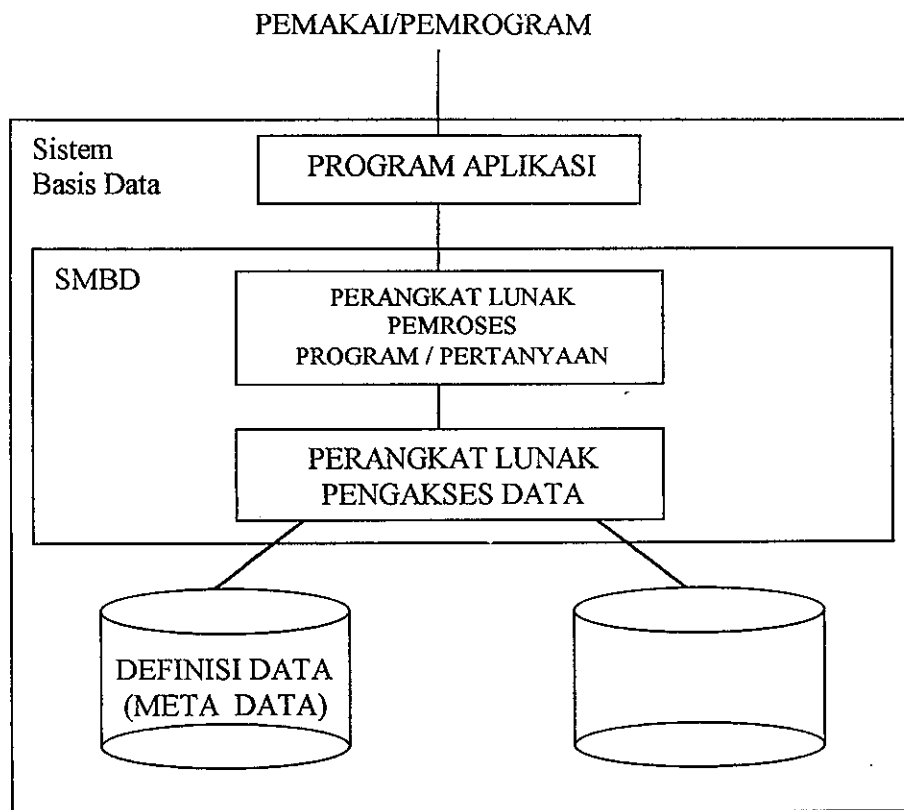 PEMAKAI/PEMROGRAM
Sistem
Basis Data
PROGRAM APLIKASI
SMBD
PERANGKAT LUNAK
PEMROSES
PROGRAM / PERTANYAAN
PERANGKAT LUNAK
PENGAKSES DATA
DEFINISI DATA
(META DATA)